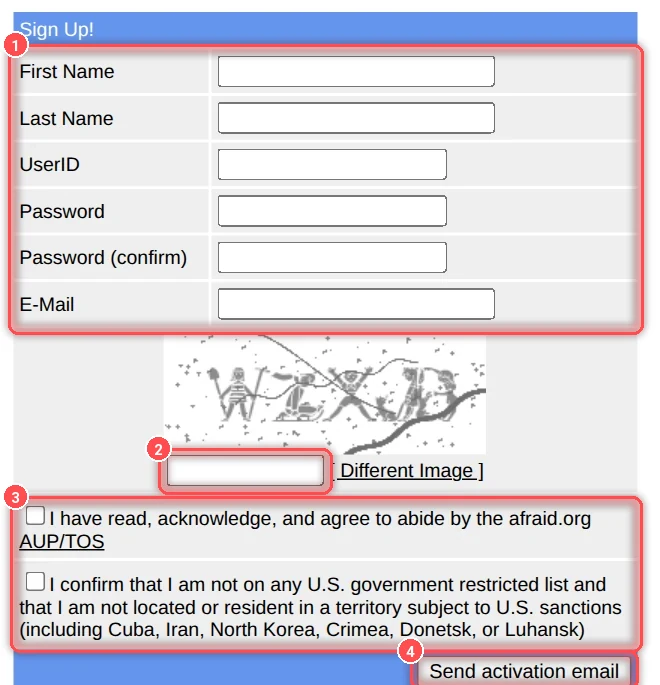 Sign Up!
1
First Name
Last Name
UserID
Password
Password (confirm)
E-Mail
2
[ Different Image ]
3
I have read, acknowledge, and agree to abide by the afraid.org
AUP/TOS
I confirm that I am not on any U.S. government restricted list and
that I am not located or resident in a territory subject to U.S. sanctions
(including Cuba, Iran, North Korea, Crimea, Donetsk, or Luhansk)
4
Send activation email